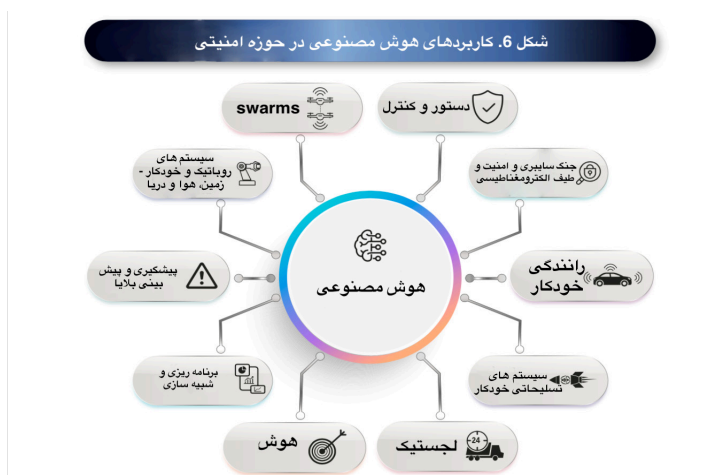 شکل 6. کاربردهای هوش مصنوعی در حوزه امنیتی
دستور و کنترل
swarms
جنگ سایبری و امنیت و
طیف الکترومغناطیسی
سیستم های
روباتیک و خودکار -
زمین، هوا و دریا
رانندگی
خودکار
هوش مصنوعی
پیشگیری و پیش
بینی بلایا
سیستم های
تسلیحاتی خودکار
برنامه ریزی و
شبیه سازی
لجستیک
-24-
هوش